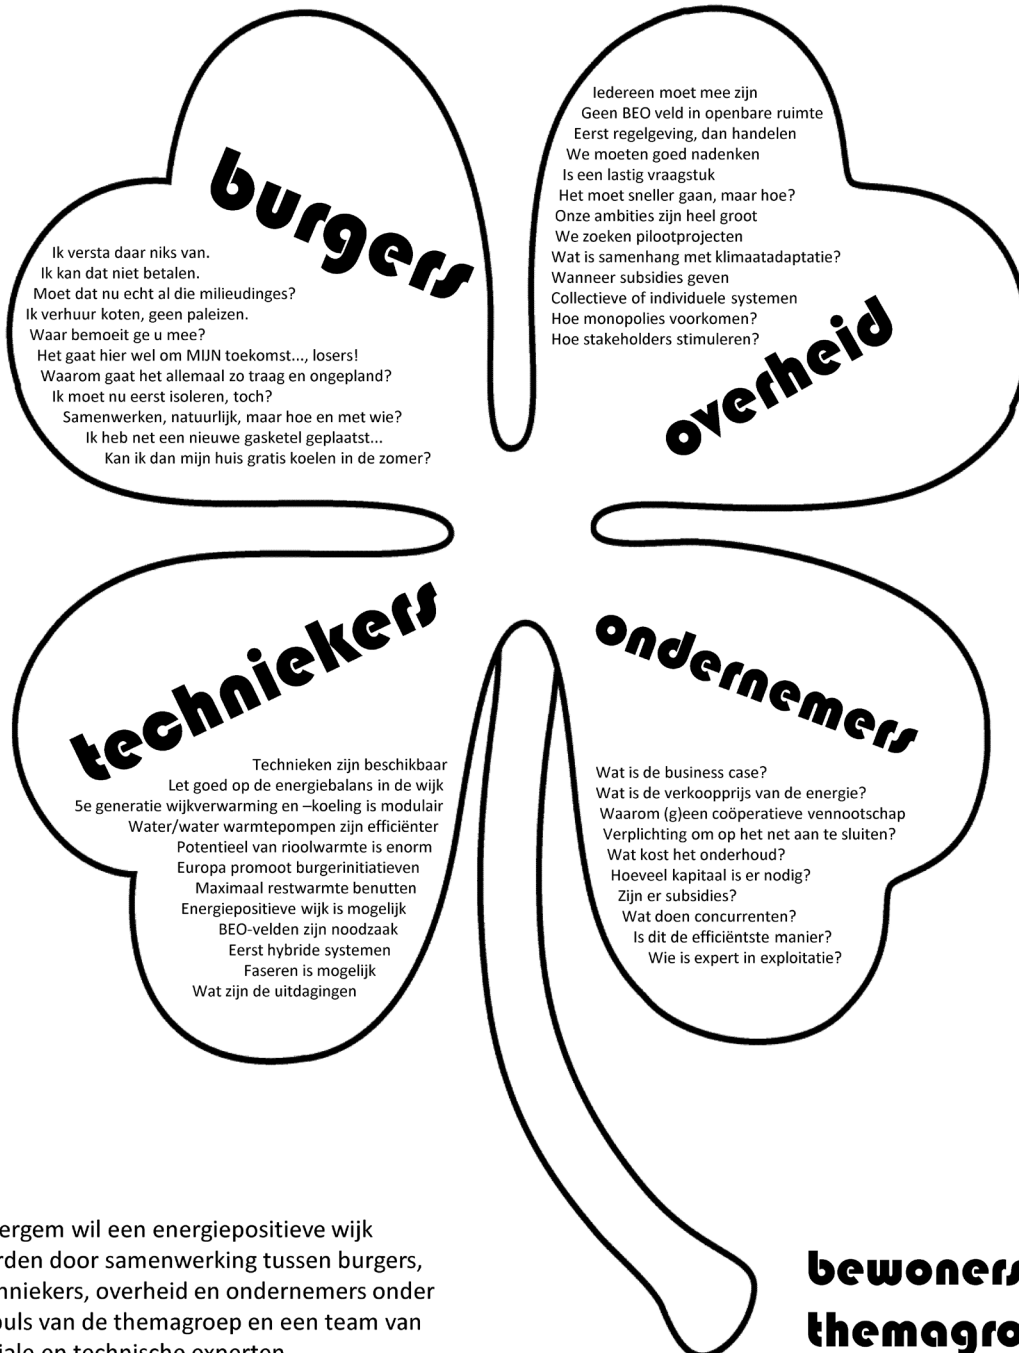 burgers
Ik versta daar niks van.
Ik kan dat niet betalen.
Moet dat nu echt al die milieudinges?
Ik verhuur koten, geen paleizen.
Waar bemoeit ge u mee?
Het gaat hier wel om MIJN toekomst..., losers!
Waarom gaat het allemaal zo traag en ongepland?
Ik moet nu eerst isoleren, toch?
Samenwerken, natuurlijk, maar hoe en met wie?
Ik heb net een nieuwe gasketel geplaatst...
Kan ik dan mijn huis gratis koelen in de zomer?
Iedereen moet mee zijn
Geen BEO veld in openbare ruimte
Eerst regelgeving, dan handelen
We moeten goed nadenken
Is een lastig vraagstuk
Het moet sneller gaan, maar hoe?
Onze ambities zijn heel groot
We zoeken pilootprojecten
Wat is samenhang met klimaatadaptatie?
Wanneer subsidies geven
Collectieve of individuele systemen
Hoe monopolies voorkomen?
Hoe stakeholders stimuleren?
overheid
techniekers
Technieken zijn beschikbaar
Let goed op de energiebalans in de wijk
5e generatie wijkverwarming en –koeling is modulair
Water/water warmtepompen zijn efficiënter
Potentieel van rioolwarmte is enorm
Europa promoot burgerinitiatieven
Maximaal restwarmte benutten
Energiepositieve wijk is mogelijk
BEO-velden zijn noodzaak
Eerst hybride systemen
Faseren is mogelijk
Wat zijn de uitdagingen
ondernemers
Wat is de business case?
Wat is de verkoopprijs van de energie?
Waarom (g)een coöperatieve vennootschap
Verplichting om op het net aan te sluiten?
Wat kost het onderhoud?
Hoeveel kapitaal is er nodig?
Zijn er subsidies?
Wat doen concurrenten?
Is dit de efficiëntste manier?
Wie is expert in exploitatie?
ergem wil een energiepositieve wijk
rden door samenwerking tussen burgers,
hniekers, overheid en ondernemers onder
puls van de themagroep en een team van
iale en technische experten
bewoners
themagro